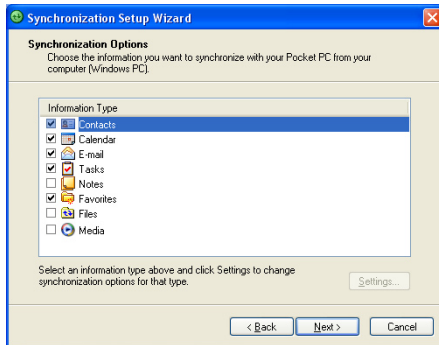 Synchronization Setup Wizard
Synchronization Options
Choose the information you want to synchronize with your Pocket PC from your
computer (Windows PC).
Information Type
Contacts
Calendar
E-mail
Tasks
Notes
Favorites
Files
Media
Select an information type above and click Settings to change
synchronization options for that type.
Settings...
< Back Next > Cancel